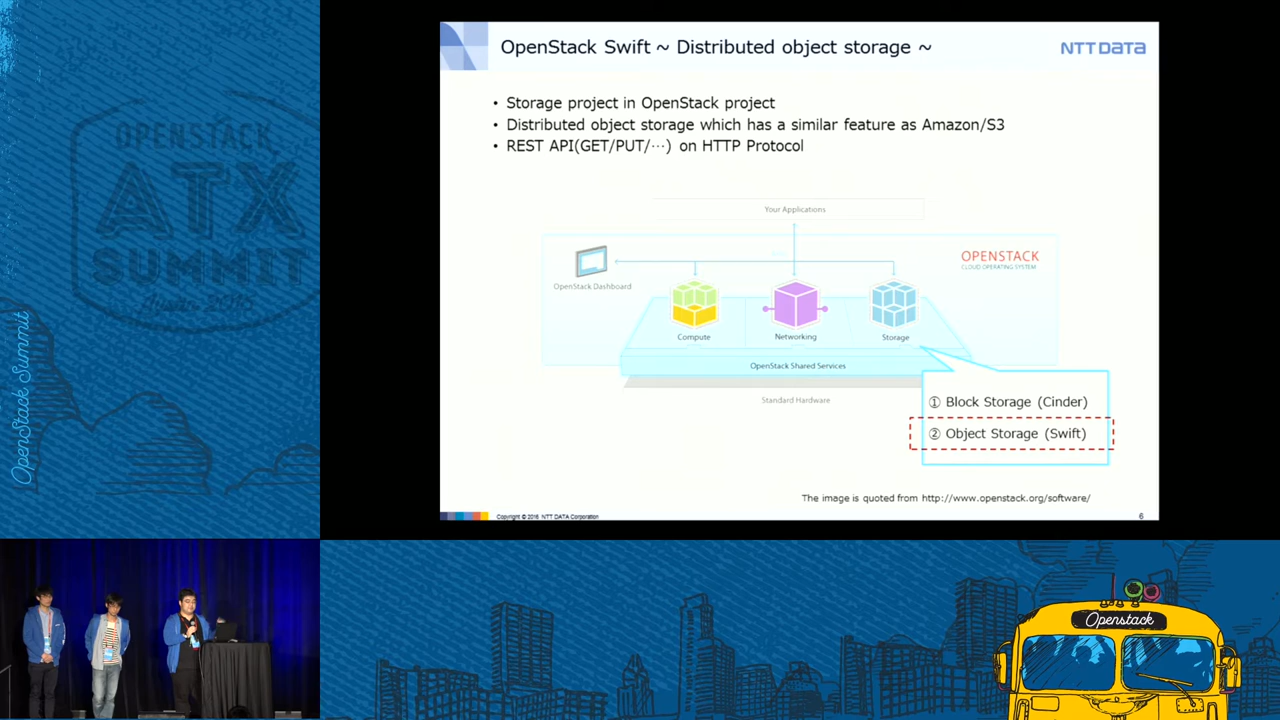 OpenStack Swift ~ Distributed object storage ~
NTT DATA
• Storage project in OpenStack project
• Distributed object storage which has a similar feature as Amazon/S3
• REST API(GET/PUT/…) on HTTP Protocol
Your Applications
OPENSTACK
CLOUD OPERATING SYSTEM
OpenStack Dashboard
Compute
Networking
Storage
OpenStack Shared Services
Standard Hardware
① Block Storage (Cinder)
② Object Storage (Swift)
The image is quoted from http://www.openstack.org/software/
Copyright © 2016 NTT DATA Corporation
6
OPENSTACK
ATX
SUMMIT
OpenStack Summit
Openstack